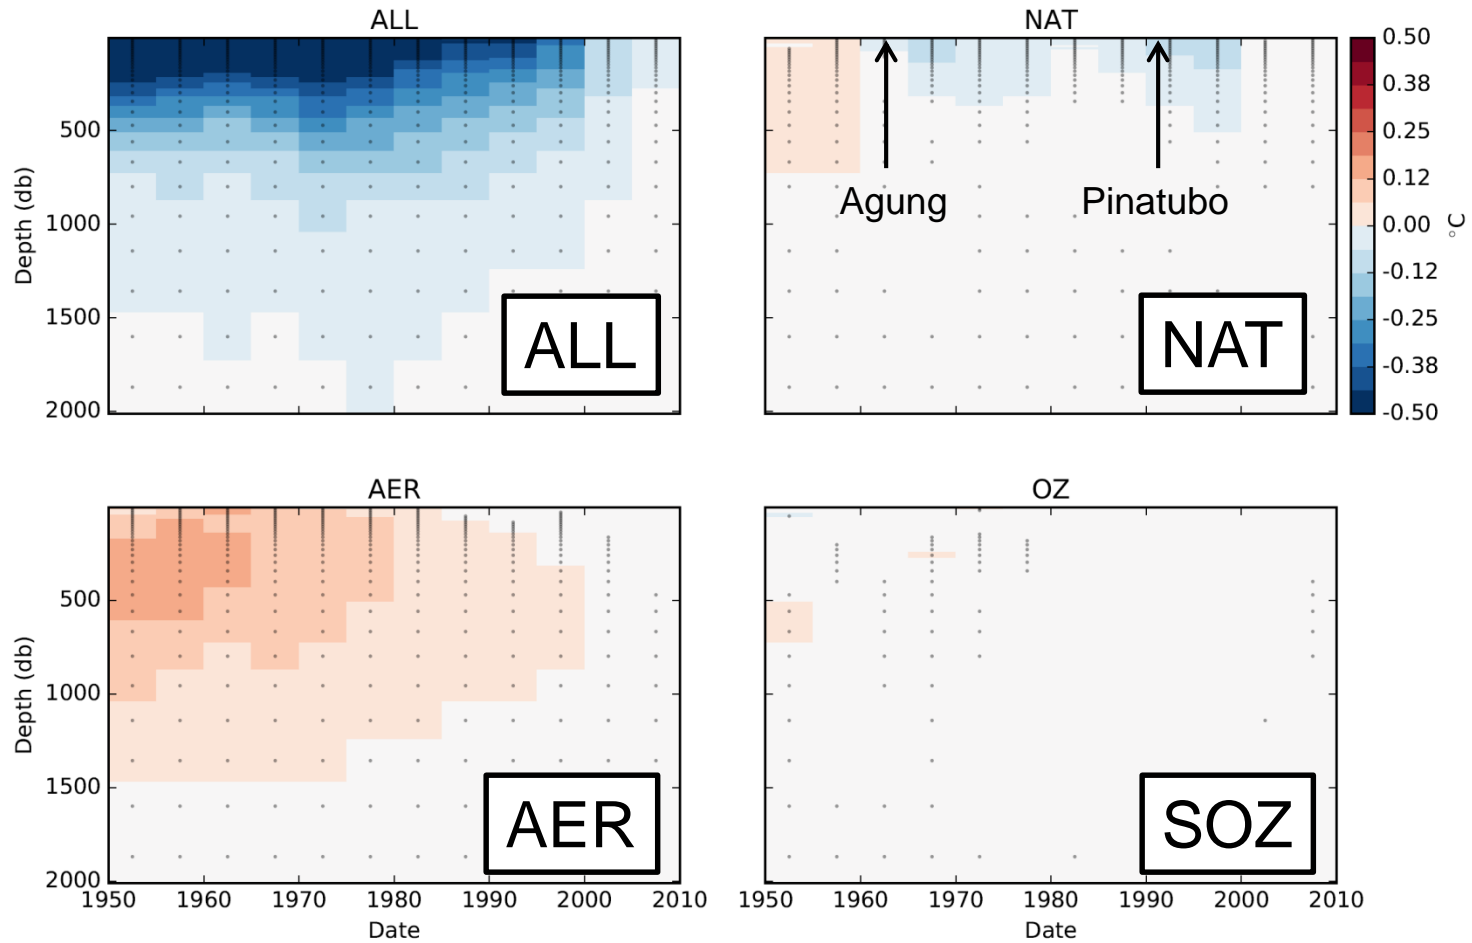 ALL
NAT
Depth (db)
500
1000
1500
2000
ALL
Agung
Pinatubo
NAT
0.50
0.38
0.25
0.12
0.00
-0.12
-0.25
-0.38
-0.50
°C
AER
OZ
Depth (db)
500
1000
1500
2000
AER
SOZ
1950 1960 1970 1980 1990 2000
1950 1960 1970 1980 1990 2000 2010
Date
Date